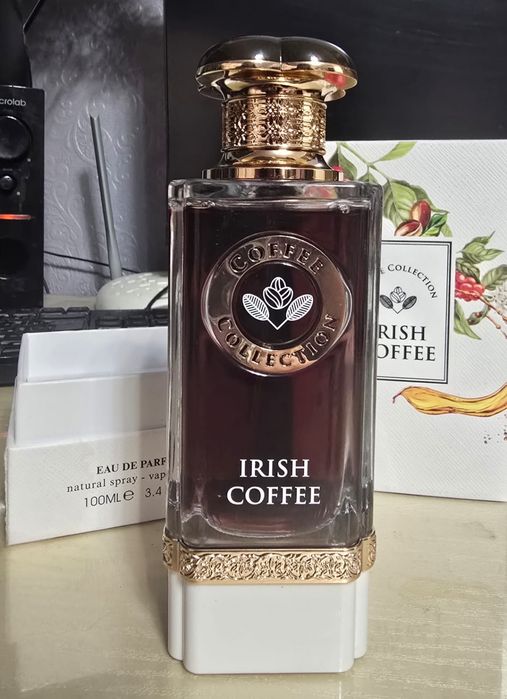 crolab
COFFEE
COLLECTION
IRISH
COFFEE
EAU DE PARF
natural spray - vap
100ML e 3.4
E COLLECTION
IRISH
COFFEE